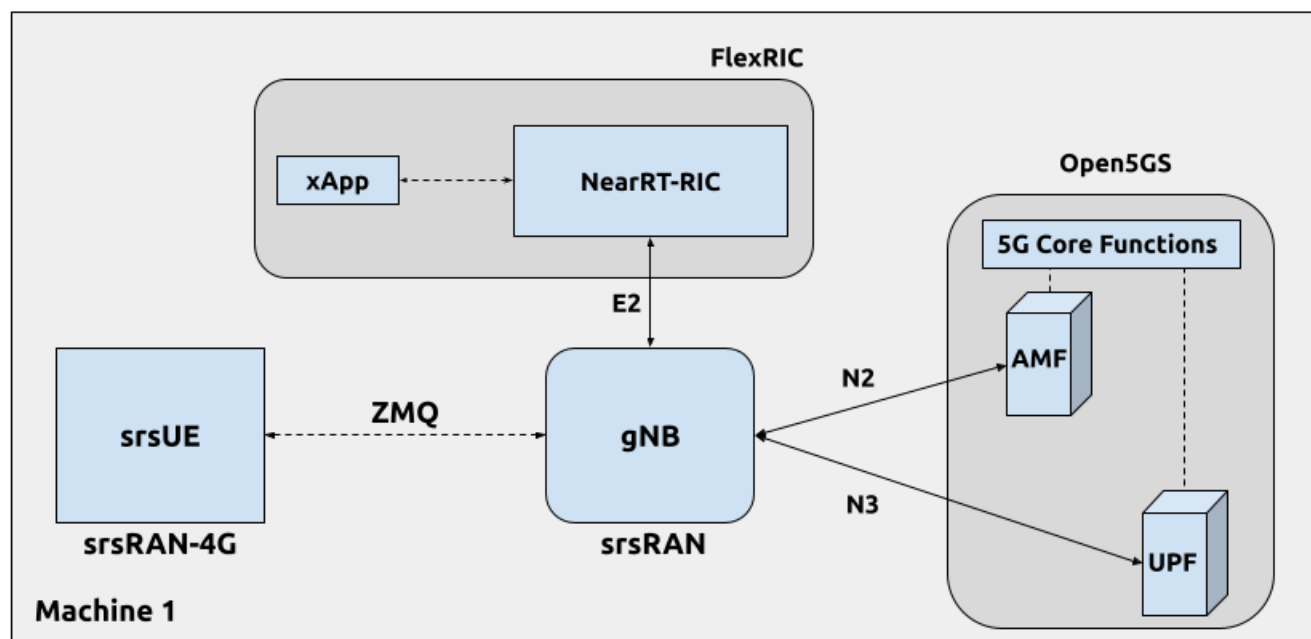 FlexRIC
xApp
NearRT-RIC
Open5GS
5G Core Functions
E2
AMF
N2
ZMQ
srsUE
gNB
N3
srsRAN-4G
srsRAN
UPF
Machine 1